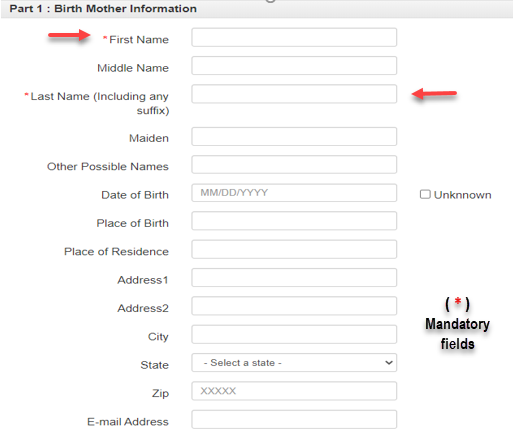 Part 1 : Birth Mother Information
*First Name
Middle Name
*Last Name (Including any
suffix)
Maiden
Other Possible Names
Date of Birth MM/DD/YYYY Unknnown
Place of Birth
Place of Residence
Address1
Address2
( * )
Mandatory
fields
City
State - Select a state -
Zip XXXXX
E-mail Address